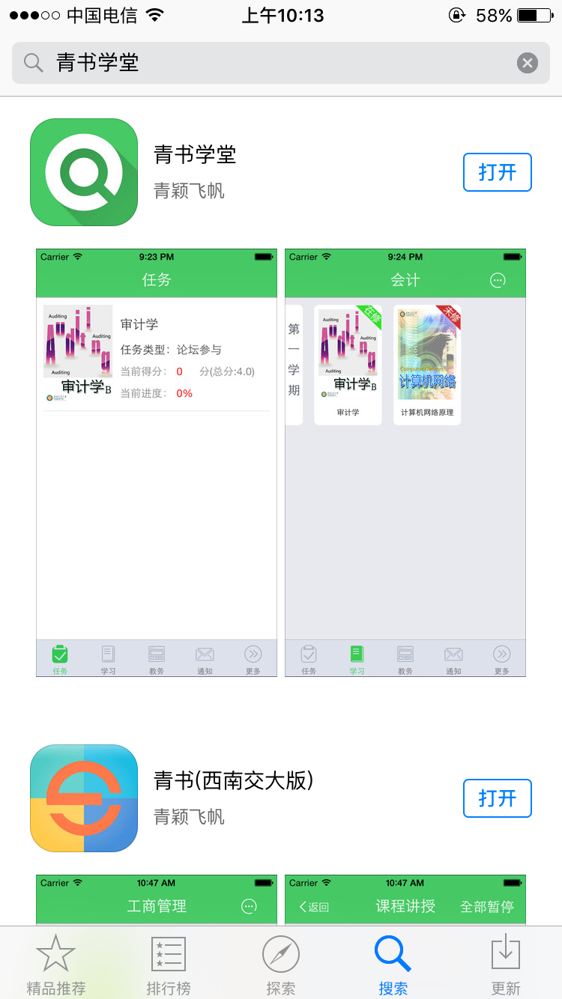 中国电信 上午10:13 58%
青书学堂
青书学堂
青颖飞帆
打开
Carrier 9:23 PM
任务
Auditing
Auditing
Auditing
Auditing
审计学B
审计学
任务类型：论坛参与
当前得分： 0 分(总分:4.0)
当前进度： 0%
任务 学习 教务 通知 更多
Carrier 9:24 PM
会计
第一学期
在修
Auditing
Auditing
Auditing
Auditing
审计学B
审计学
未修
Computer Network
计算机网络
计算机网络原理
任务 学习 教务 通知 更多
青书(西南交大版)
青颖飞帆
打开
Carrier 10:47 AM
工商管理
Carrier 10:47 AM
返回 课程讲授 全部暂停
精品推荐 排行榜 探索 搜索 更新